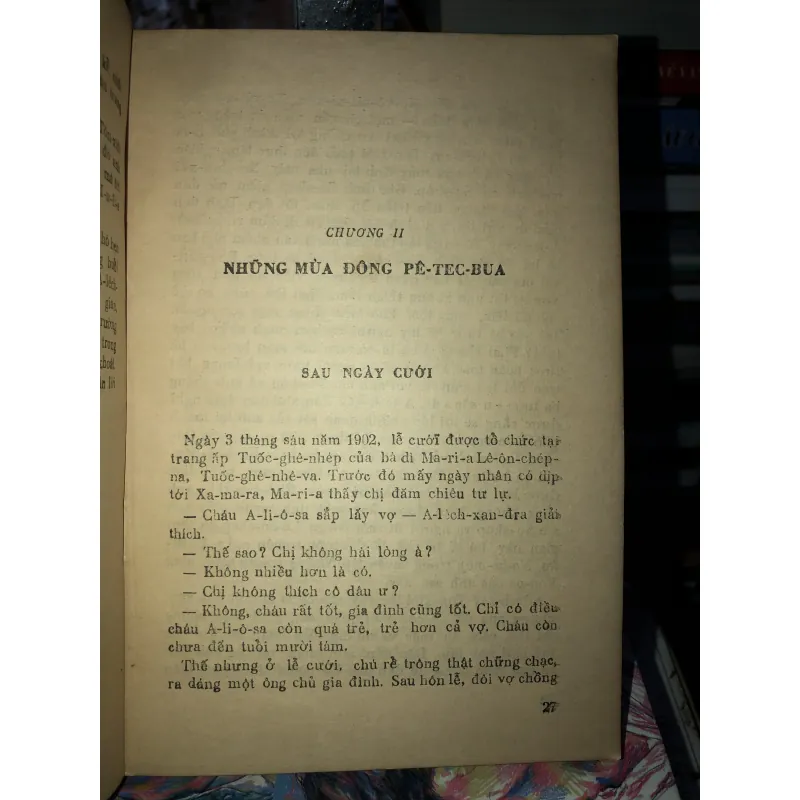 CHƯƠNG II
NHỮNG MÙA ĐÔNG PÊ-TEC-BUA
SAU NGÀY CƯỚI
Ngày 3 tháng sáu năm 1902, lễ cưới được tổ chức tại
trang ấp Tuốc-ghê-nhép của bà dì Ma-ri-a Lê-ôn-chép-
na, Tuốc-ghê-nhê-va. Trước đó mấy ngày nhân có dịp
tới Xa-ma-ra, Ma-ri-a thấy chị đăm chiêu tư lự.
— Cháu A-li-ô-sa sắp lấy vợ — A-lêch-xan-đra giải
thích.
— Thế sao? Chị không hài lòng à?
— Không nhiều hơn là có.
— Chị không thích cô dâu ư?
— Không, cháu rất tốt, gia đình cũng tốt. Chỉ có điều
cháu A-li-ô-sa còn quá trẻ, trẻ hơn cả vợ. Cháu còn
chưa đến tuổi mười tám.
Thế nhưng ở lễ cưới, chú rề trông thật chững chạc,
ra dáng một ông chủ gia đình. Sau hôn lễ, đôi vợ chồng
27